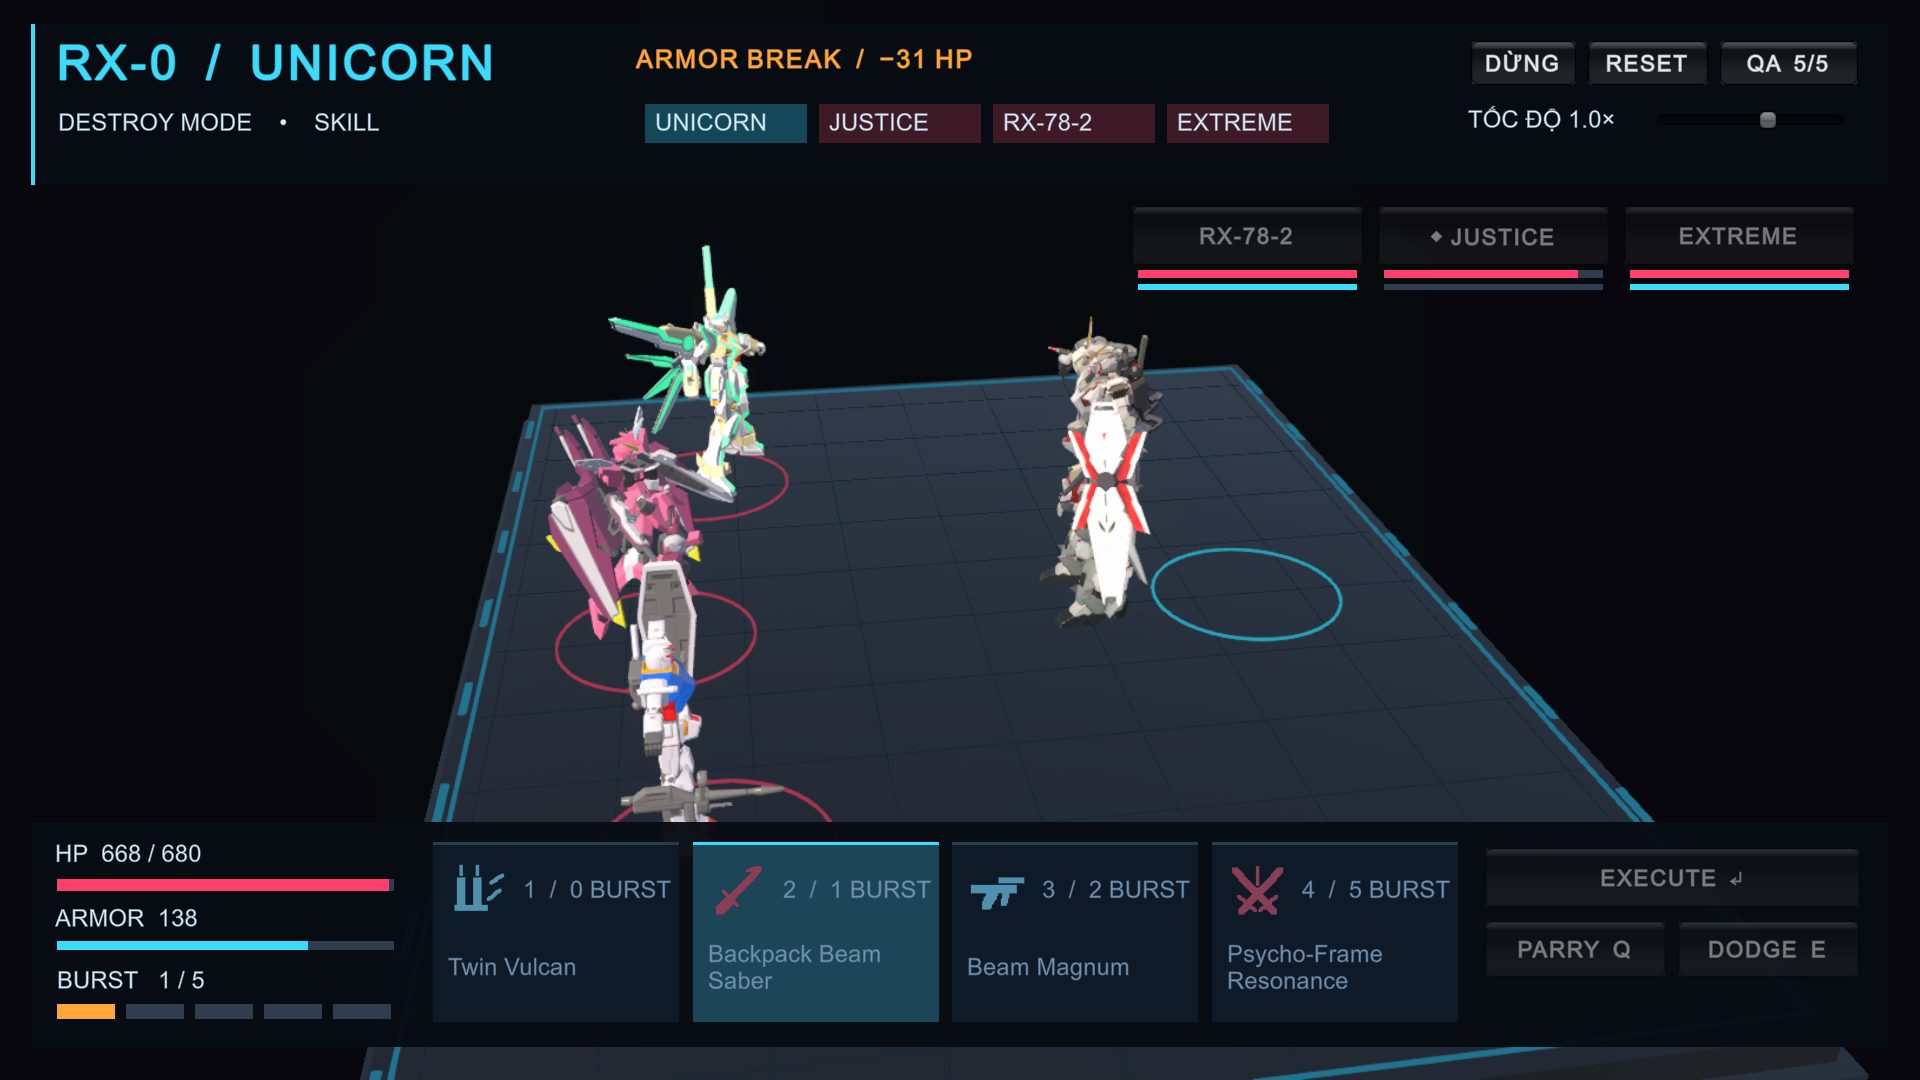 RX-0 / UNICORN
DESTROY MODE • SKILL
ARMOR BREAK / −31 HP
UNICORN JUSTICE RX-78-2 EXTREME
DỪNG RESET QA 5/5
TỐC ĐỘ 1.0×
RX-78-2 ◆ JUSTICE EXTREME
HP 668 / 680
ARMOR 138
BURST 1 / 5
1 / 0 BURST
Twin Vulcan
2 / 1 BURST
Backpack Beam
Saber
3 / 2 BURST
Beam Magnum
4 / 5 BURST
Psycho-Frame
Resonance
EXECUTE ↲
PARRY Q DODGE E